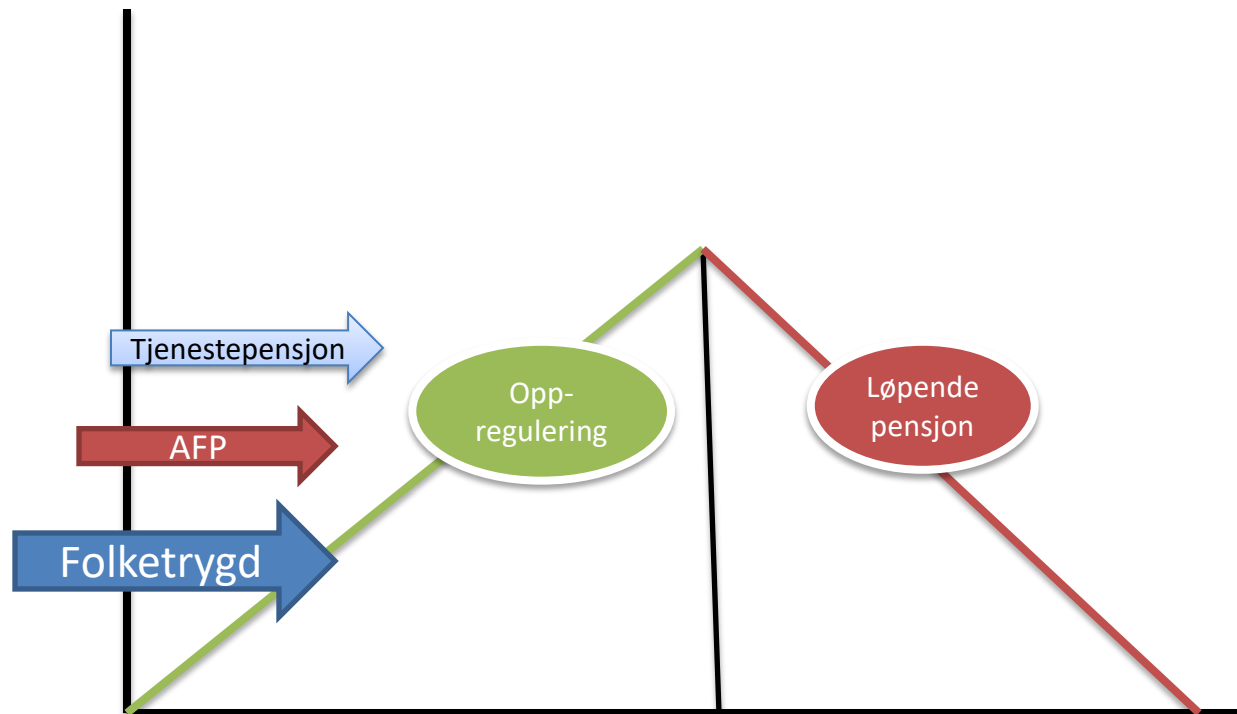 Tjenestepensjon
AFP
Folketrygd
Opp-
regulering
Løpende
pensjon